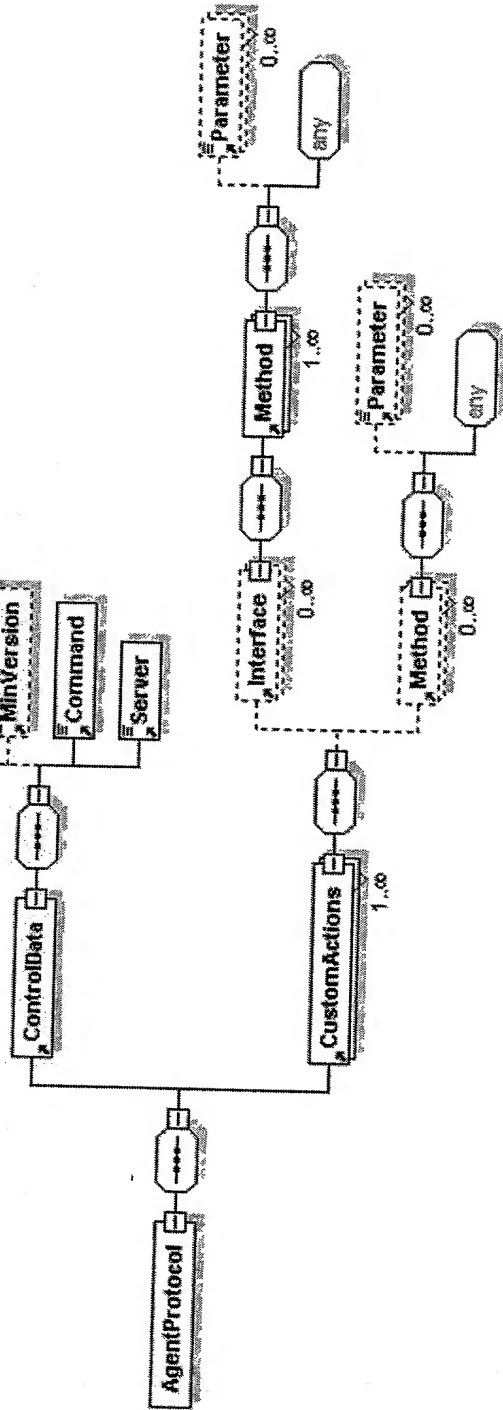 AgentProtocol
ControlData
MinVersion
Command
Server
CustomActions
1..∞
Interface
0..∞
Method
1..∞
Parameter
0..∞
any
Method
0..∞
Parameter
0..∞
any